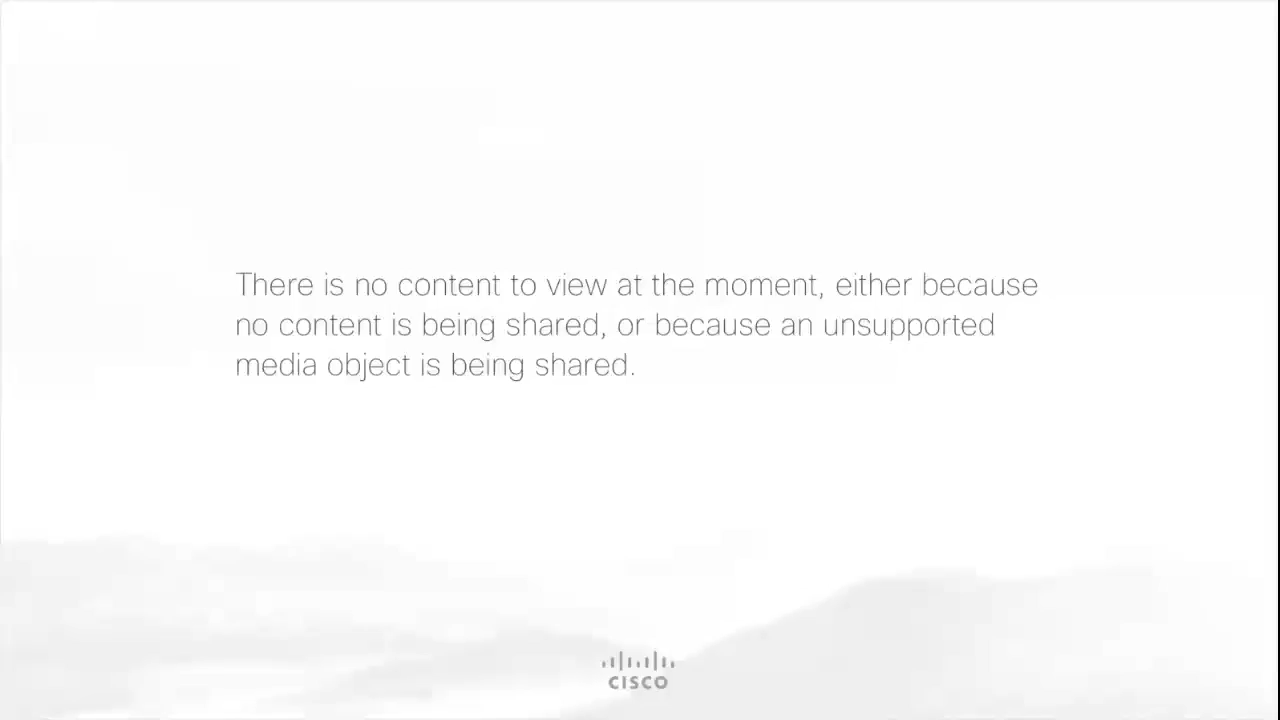 There is no content to view at the moment, either because
no content is being shared, or because an unsupported
media object is being shared.
CISCO